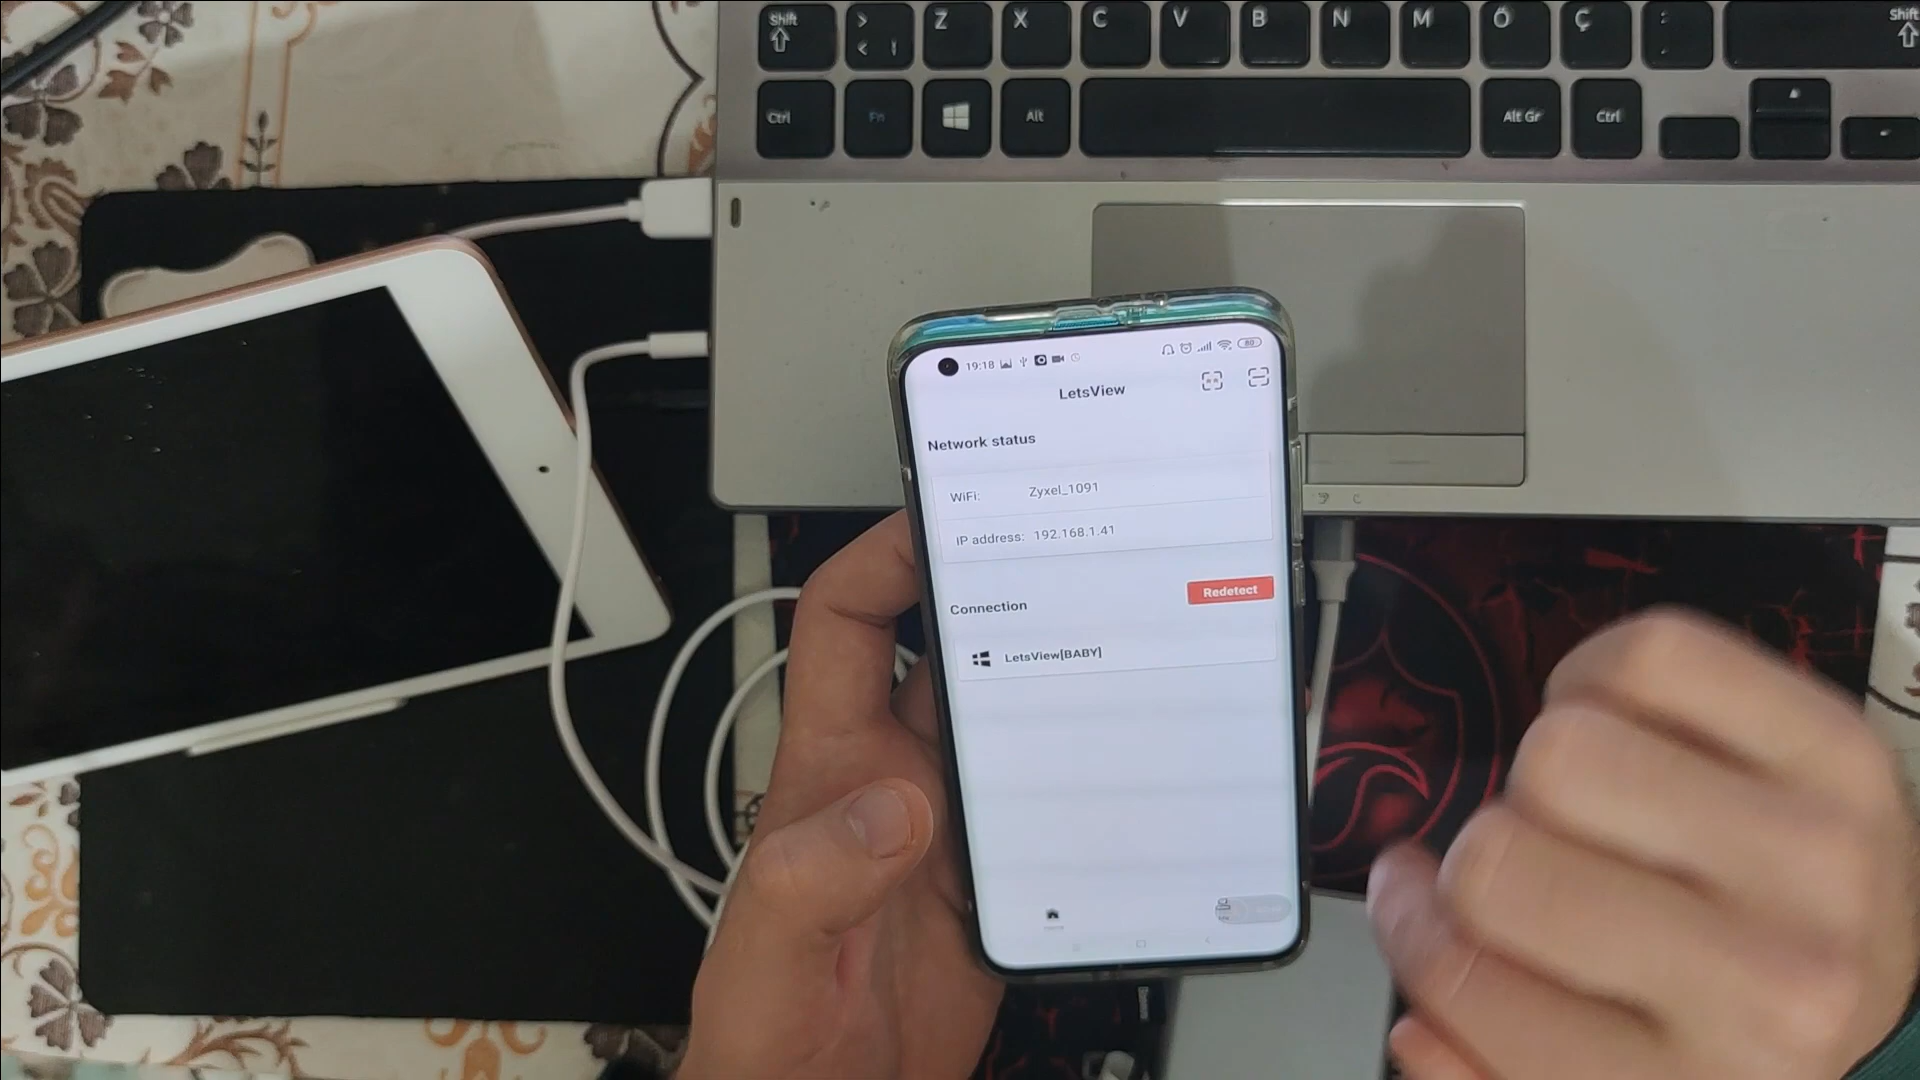 Shift > Z X C V B N M Ö Ç : Shift
<
Ctrl Fn Alt Alt Gr Ctrl
19:18 80
LetsView
Network status
WiFi: Zyxel_1091
IP address: 192.168.1.41
Connection Redetect
LetsView[BABY]